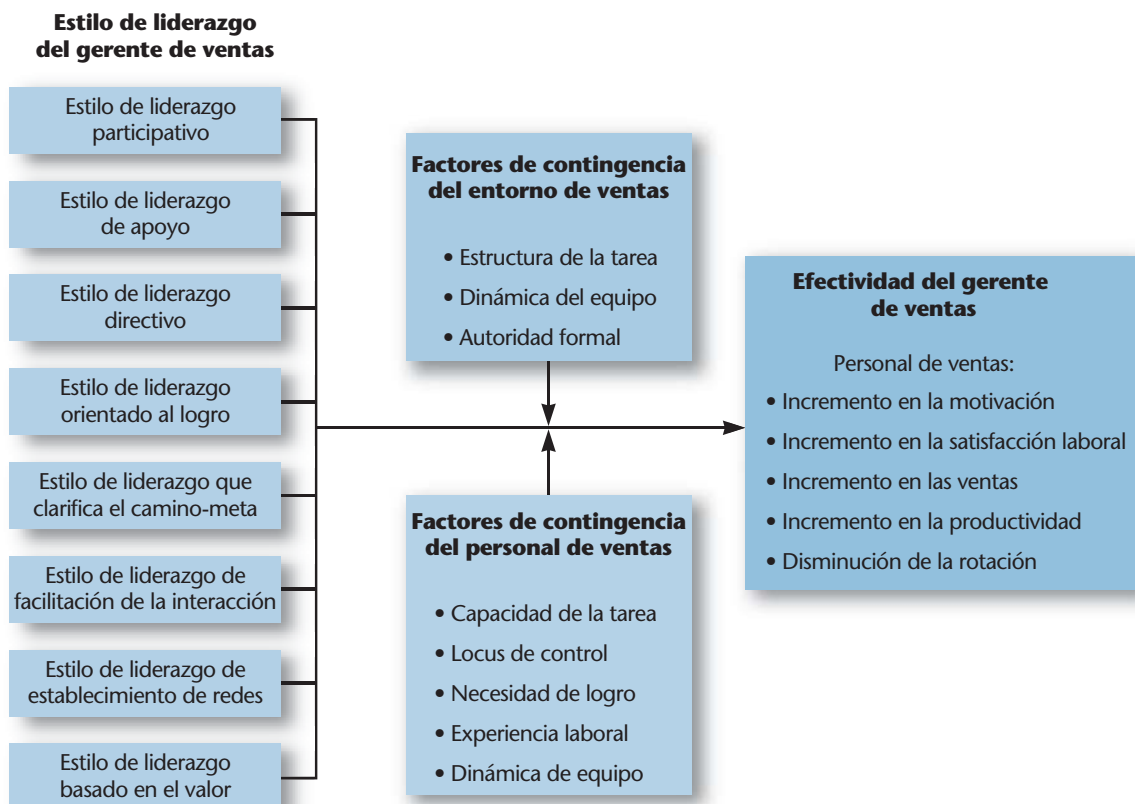 Estilo de liderazgo
del gerente de ventas
Estilo de liderazgo
participativo
Estilo de liderazgo
de apoyo
Estilo de liderazgo
directivo
Estilo de liderazgo
orientado al logro
Estilo de liderazgo que
clarifica el camino-meta
Estilo de liderazgo de
facilitación de la interacción
Estilo de liderazgo de
establecimiento de redes
Estilo de liderazgo
basado en el valor
Factores de contingencia
del entorno de ventas
• Estructura de la tarea
• Dinámica del equipo
• Autoridad formal
Factores de contingencia
del personal de ventas
• Capacidad de la tarea
• Locus de control
• Necesidad de logro
• Experiencia laboral
• Dinámica de equipo
Efectividad del gerente
de ventas
Personal de ventas:
• Incremento en la motivación
• Incremento en la satisfacción laboral
• Incremento en las ventas
• Incremento en la productividad
• Disminución de la rotación